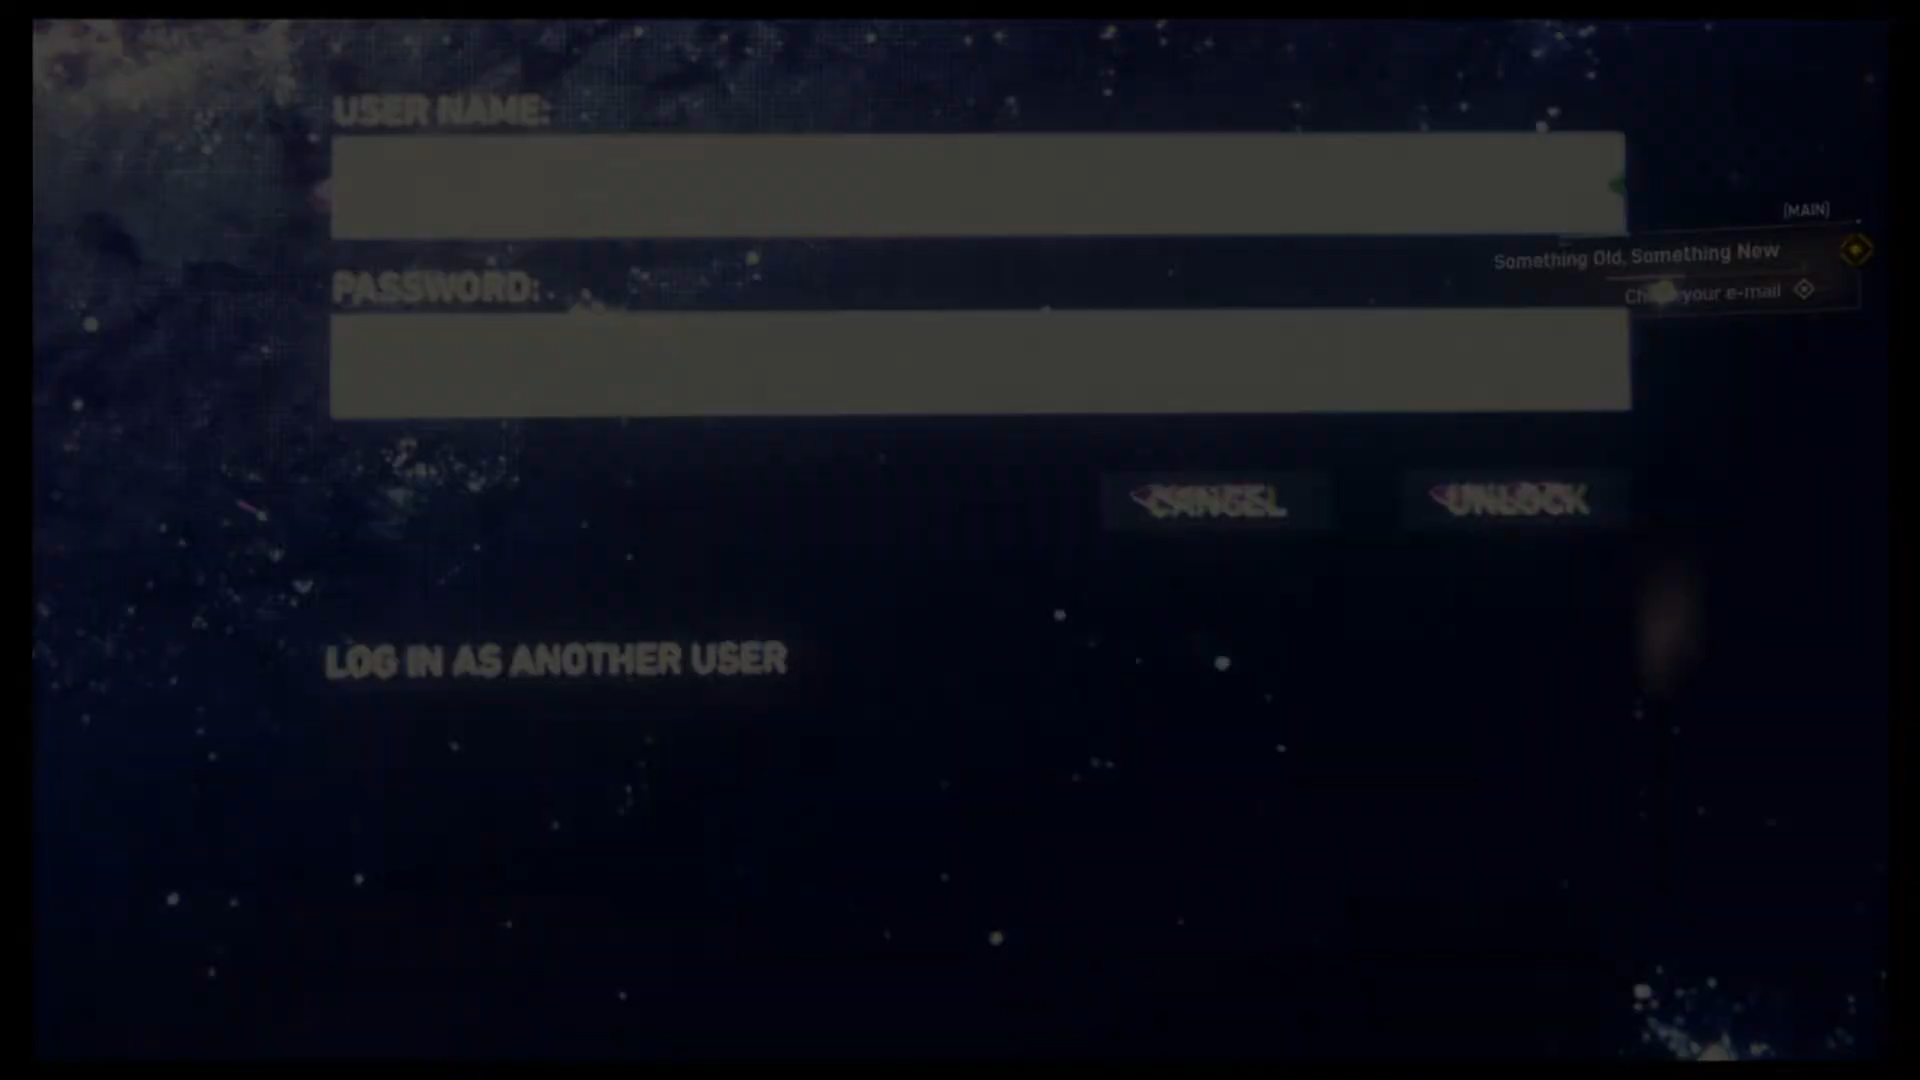 USER NAME:
(MAIN)
Something Old, Something New
PASSWORD:
your e-mail
CANCEL
UNLOCK
LOG IN AS ANOTHER USER